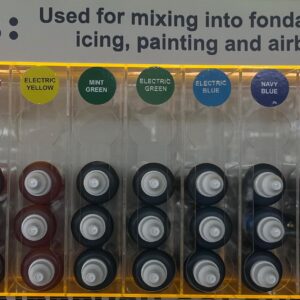 Used for mixing into fonda
icing, painting and airb
ELECTRIC
YELLOW
MINT
GREEN
ELECTRIC
GREEN
ELECTRIC
BLUE
NAVY
BLUE